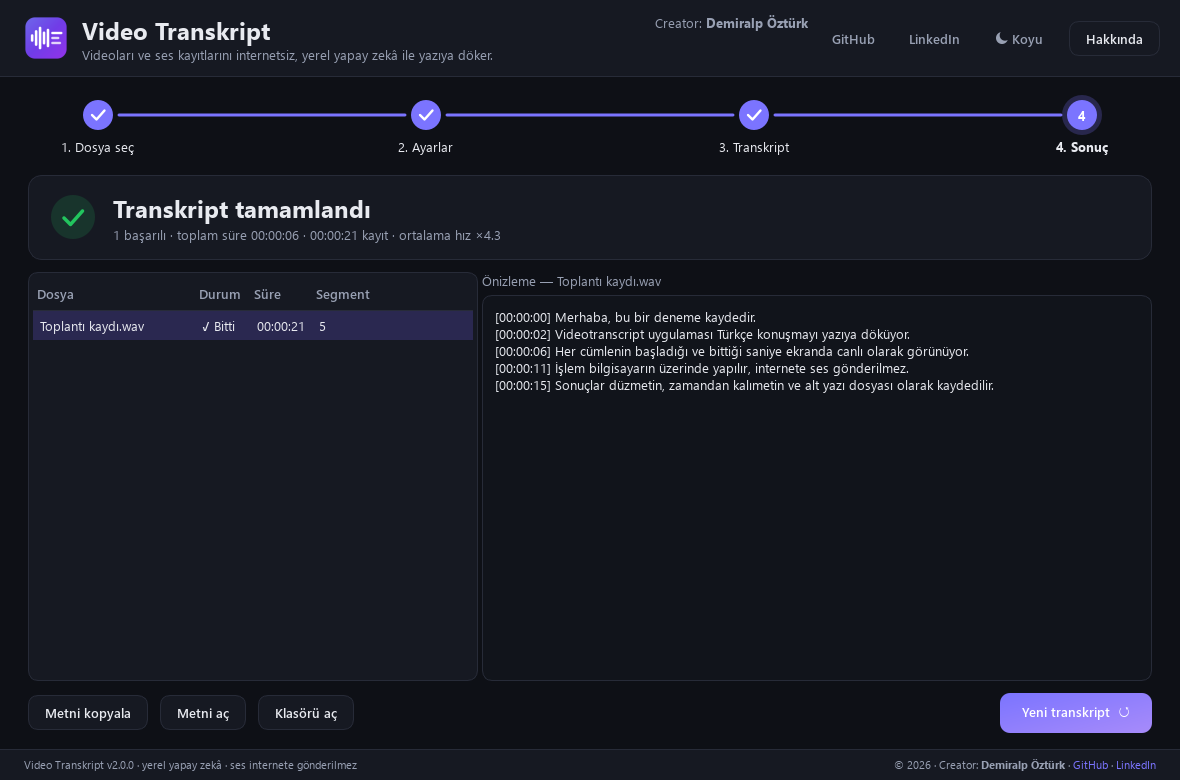 Video Transkript
Videoları ve ses kayıtlarını internetsiz, yerel yapay zekâ ile yazıya döker.
Creator: Demiralp Öztürk
GitHub
LinkedIn
Koyu
Hakkında
1. Dosya seç
2. Ayarlar
3. Transkript
4
4. Sonuç
Transkript tamamlandı
1 başarılı · toplam süre 00:00:06 · 00:00:21 kayıt · ortalama hız ×4.3
Dosya Durum Süre Segment
Toplantı kaydı.wav ✓ Bitti 00:00:21 5
Önizleme — Toplantı kaydı.wav
[00:00:00] Merhaba, bu bir deneme kaydedir.
[00:00:02] Videotranscript uygulaması Türkçe konuşmayı yazıya döküyor.
[00:00:06] Her cümlenin başladığı ve bittiği saniye ekranda canlı olarak görünüyor.
[00:00:11] İşlem bilgisayarın üzerinde yapılır, internete ses gönderilmez.
[00:00:15] Sonuçlar düzmetin, zamandan kalımetin ve alt yazı dosyası olarak kaydedilir.
Metni kopyala
Metni aç
Klasörü aç
Yeni transkript
Video Transkript v2.0.0 · yerel yapay zekâ · ses internete gönderilmez
© 2026 · Creator: Demiralp Öztürk · GitHub · LinkedIn